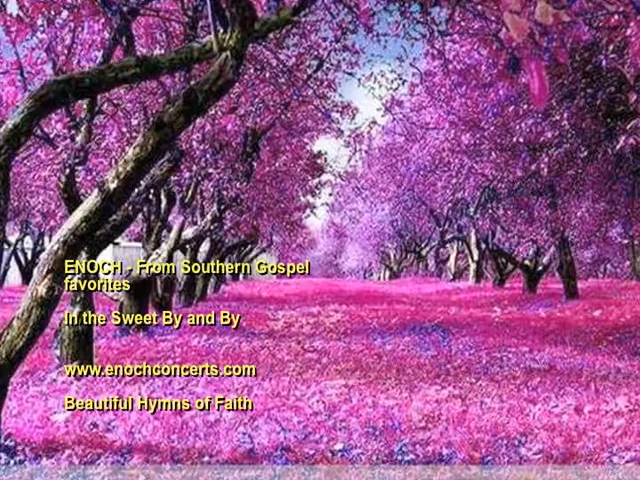 ENOCH - From Southern Gospel
favorites
In the Sweet By and By
www.enochconcerts.com
Beautiful Hymns of Faith